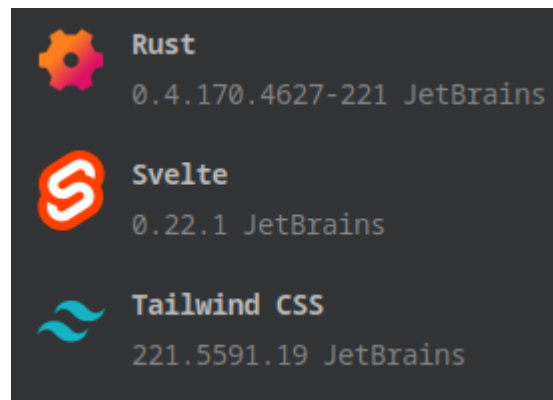 Rust
0.4.170.4627-221 JetBrains
Svelte
0.22.1 JetBrains
Tailwind CSS
221.5591.19 JetBrains